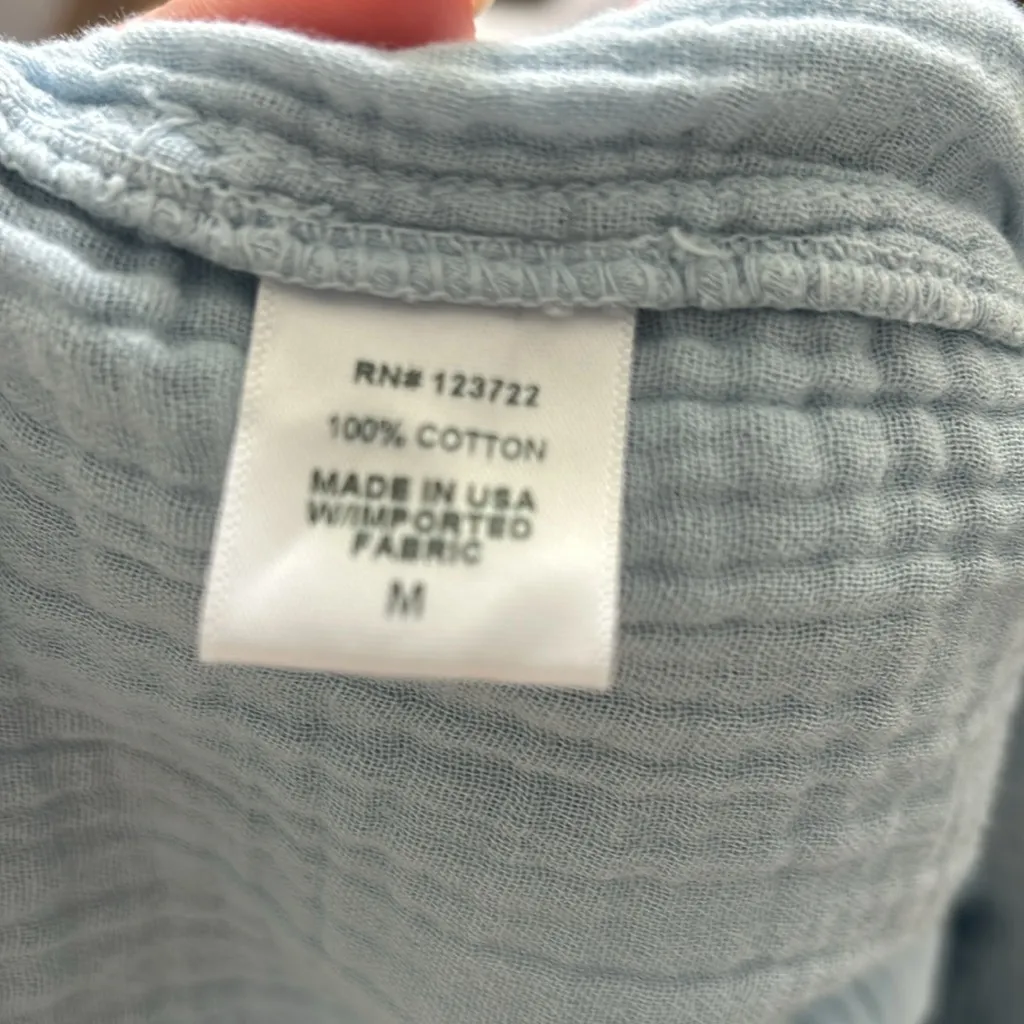 RN# 123722
100% COTTON
MADE IN USA
W/IMPORTED
FABRIC
M